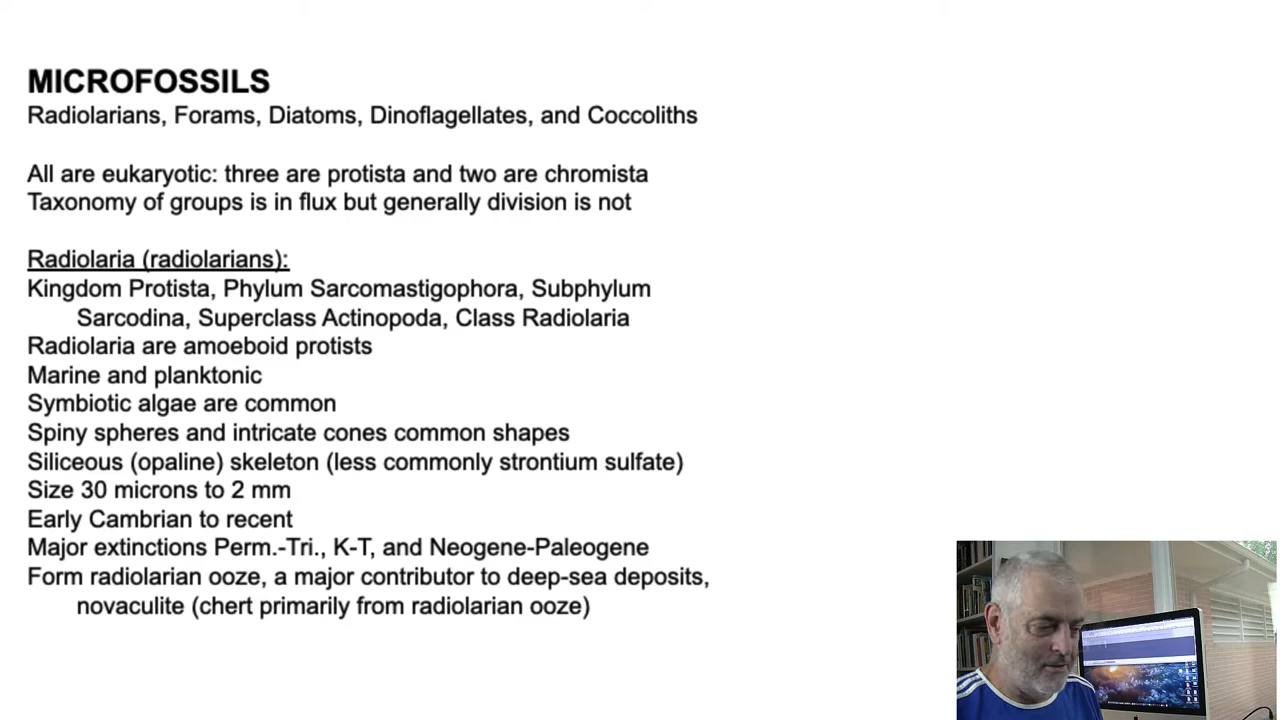 MICROFOSSILS
Radiolarians, Forams, Diatoms, Dinoflagellates, and Coccoliths
All are eukaryotic: three are protista and two are chromista
Taxonomy of groups is in flux but generally division is not
Radiolaria (radiolarians):
Kingdom Protista, Phylum Sarcomastigophora, Subphylum
Sarcodina, Superclass Actinopoda, Class Radiolaria
Radiolaria are amoeboid protists
Marine and planktonic
Symbiotic algae are common
Spiny spheres and intricate cones common shapes
Siliceous (opaline) skeleton (less commonly strontium sulfate)
Size 30 microns to 2 mm
Early Cambrian to recent
Major extinctions Perm.-Tri., K-T, and Neogene-Paleogene
Form radiolarian ooze, a major contributor to deep-sea deposits,
novaculite (chert primarily from radiolarian ooze)